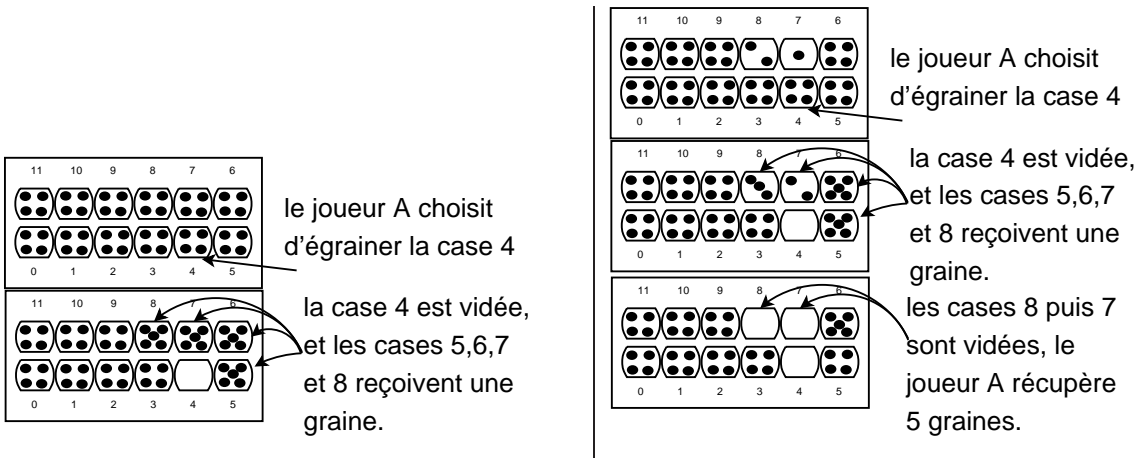 11 10 9 8 7 6
le joueur A choisit
d'égrainer la case 4
0 1 2 3 4 5
11 10 9 8 7 6
la case 4 est vidée,
et les cases 5,6,7
et 8 reçoivent une
graine.
0 1 2 3 4 5
11 10 9 8 7 6
le joueur A choisit
d'égrainer la case 4
0 1 2 3 4 5
11 10 9 8 7 6
la case 4 est vidée,
et les cases 5,6,7
et 8 reçoivent une
graine.
0 1 2 3 4 5
11 10 9 8 7 6
les cases 8 puis 7
sont vidées, le
joueur A récupère
5 graines.
0 1 2 3 4 5